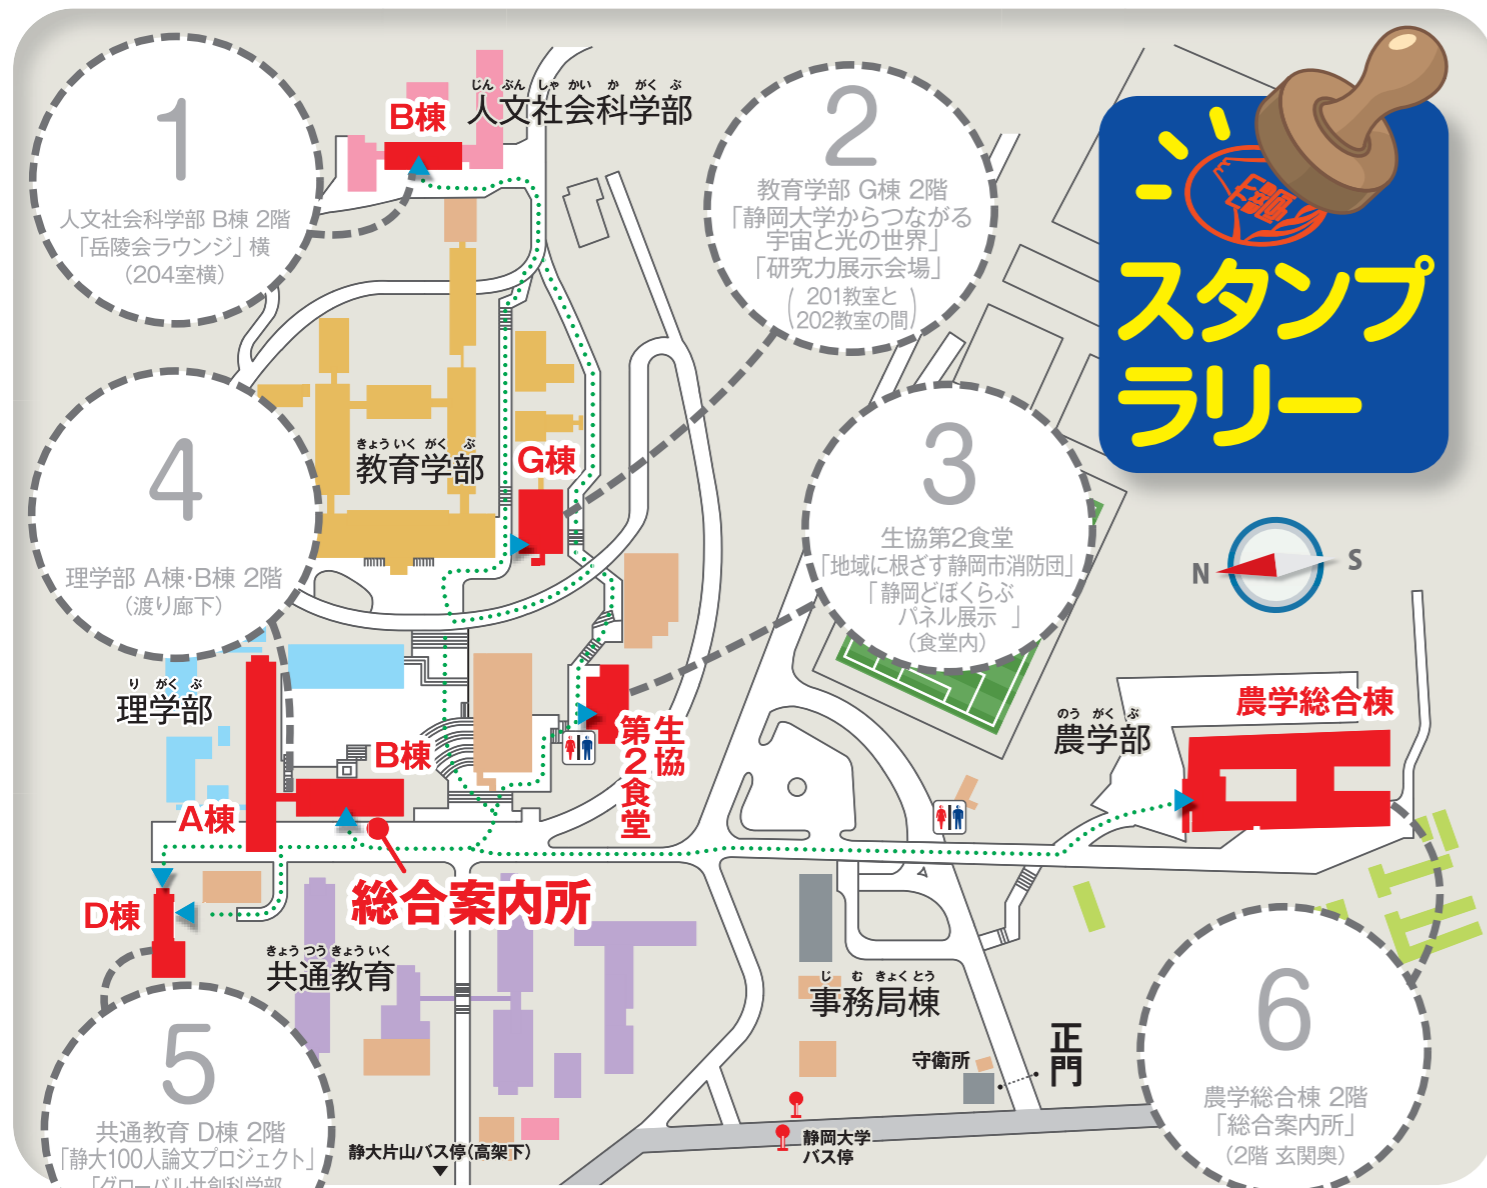 1
人文社会科学部 B棟 2階
「岳陵会ラウンジ」横
(204室横)
じんぶんしゃかいかがくぶ
人文社会科学部
B棟
2
教育学部 G棟 2階
「静岡大学からつながる
宇宙と光の世界」
「研究力展示会場」
(201教室と
202教室の間)
スタンプ
ラリー
きょういくがくぶ
教育学部
G棟
3
生協第2食堂
「地域に根ざす静岡市消防団」
「静岡どぼくらぶ
パネル展示 」
(食堂内)
4
理学部 A棟・B棟 2階
(渡り廊下)
N
S
りがくぶ
理学部
A棟
B棟
生協
第2食堂
のうがくぶ
農学部
農学総合棟
総合案内所
D棟
きょうつうきょういく
共通教育
じむきょくとう
事務局棟
守衛所
正門
静岡大学
バス停
静大片山バス停(高架下)
5
共通教育 D棟 2階
「静大100人論文プロジェクト」
「グローバル共創科学部
6
農学総合棟 2階
「総合案内所」
(2階 玄関奥)